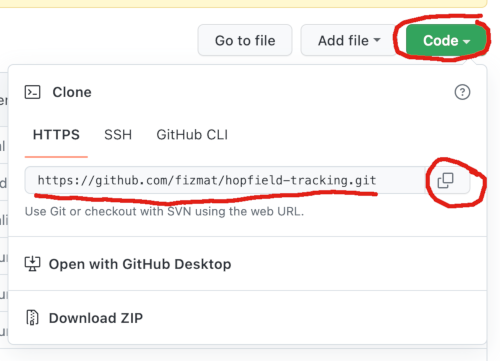 Go to file
Add file
Code
Clone
HTTPS SSH GitHub CLI
https://github.com/fizmat/hopfield-tracking.git
Use Git or checkout with SVN using the web URL.
Open with GitHub Desktop
Download ZIP